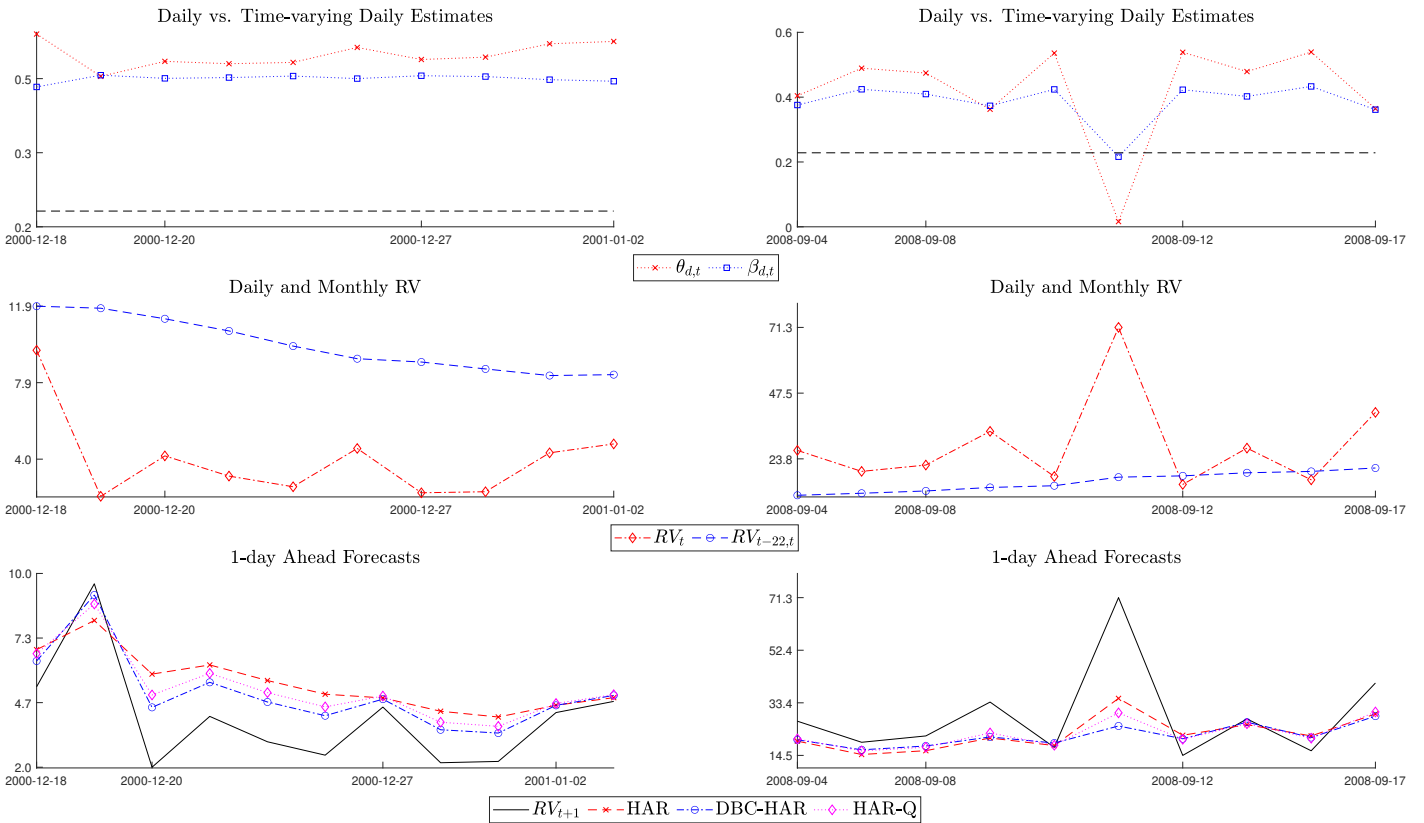 Daily vs. Time-varying Daily Estimates
0.5
0.3
0.2
2000-12-18 2000-12-20 2000-12-27 2001-01-02
Daily vs. Time-varying Daily Estimates
0.6
0.4
0.2
0
2008-09-04 2008-09-08 2008-09-12 2008-09-17
θd,t βd,t
Daily and Monthly RV
11.9
7.9
4.0
2000-12-18 2000-12-20 2000-12-27 2001-01-02
Daily and Monthly RV
71.3
47.5
23.8
2008-09-04 2008-09-08 2008-09-12 2008-09-17
RVt RVt−22,t
1-day Ahead Forecasts
10.0
7.3
4.7
2.0
2000-12-18 2000-12-20 2000-12-27 2001-01-02
1-day Ahead Forecasts
71.3
52.4
33.4
14.5
2008-09-04 2008-09-08 2008-09-12 2008-09-17
RVt+1 HAR DBC-HAR HAR-Q